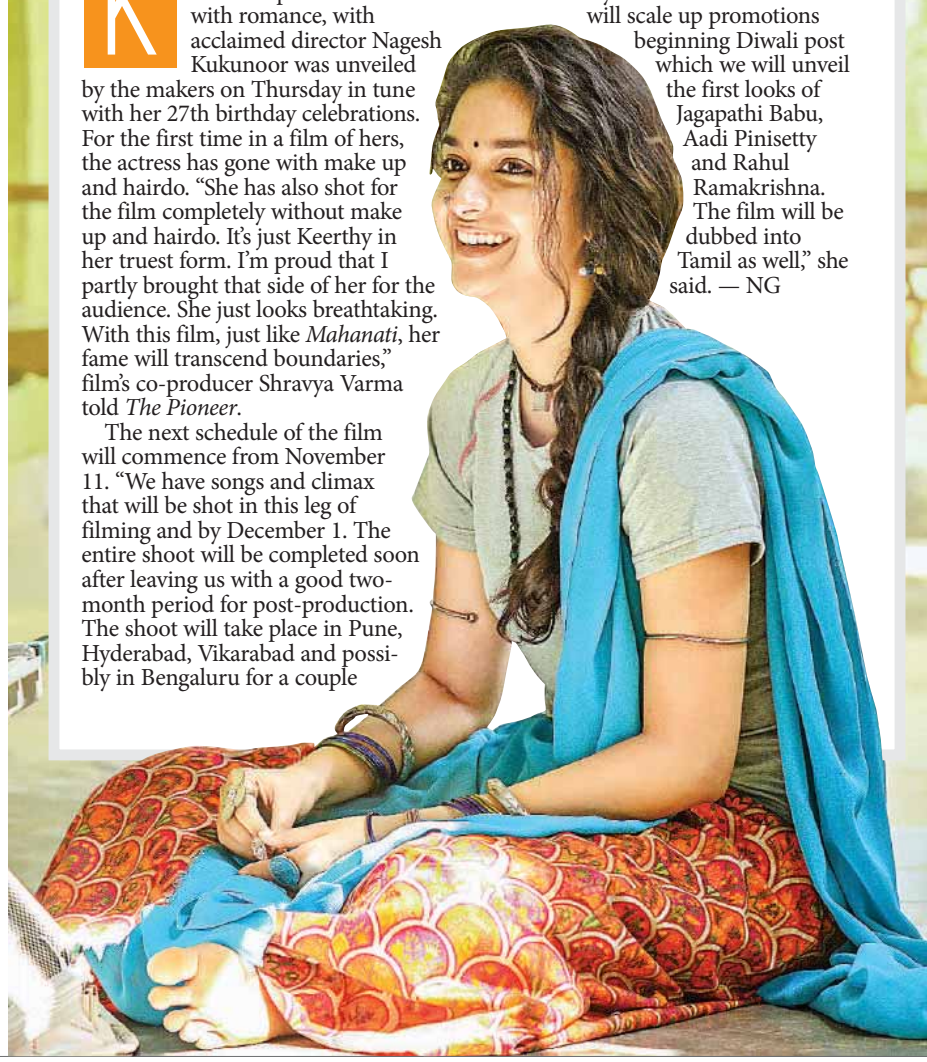 K
with romance, with
acclaimed director Nagesh
Kukunoor was unveiled
by the makers on Thursday in tune
with her 27th birthday celebrations.
For the first time in a film of hers,
the actress has gone with make up
and hairdo. “She has also shot for
the film completely without make
up and hairdo. It’s just Keerthy in
her truest form. I’m proud that I
partly brought that side of her for the
audience. She just looks breathtaking.
With this film, just like Mahanati, her
fame will transcend boundaries,”
film’s co-producer Shravya Varma
told The Pioneer.
The next schedule of the film
will commence from November
11. “We have songs and climax
that will be shot in this leg of
filming and by December 1. The
entire shoot will be completed soon
after leaving us with a good two-
month period for post-production.
The shoot will take place in Pune,
Hyderabad, Vikarabad and possi-
bly in Bengaluru for a couple
will scale up promotions
beginning Diwali post
which we will unveil
the first looks of
Jagapathi Babu,
Aadi Pinisetty
and Rahul
Ramakrishna.
The film will be
dubbed into
Tamil as well,” she
said. — NG